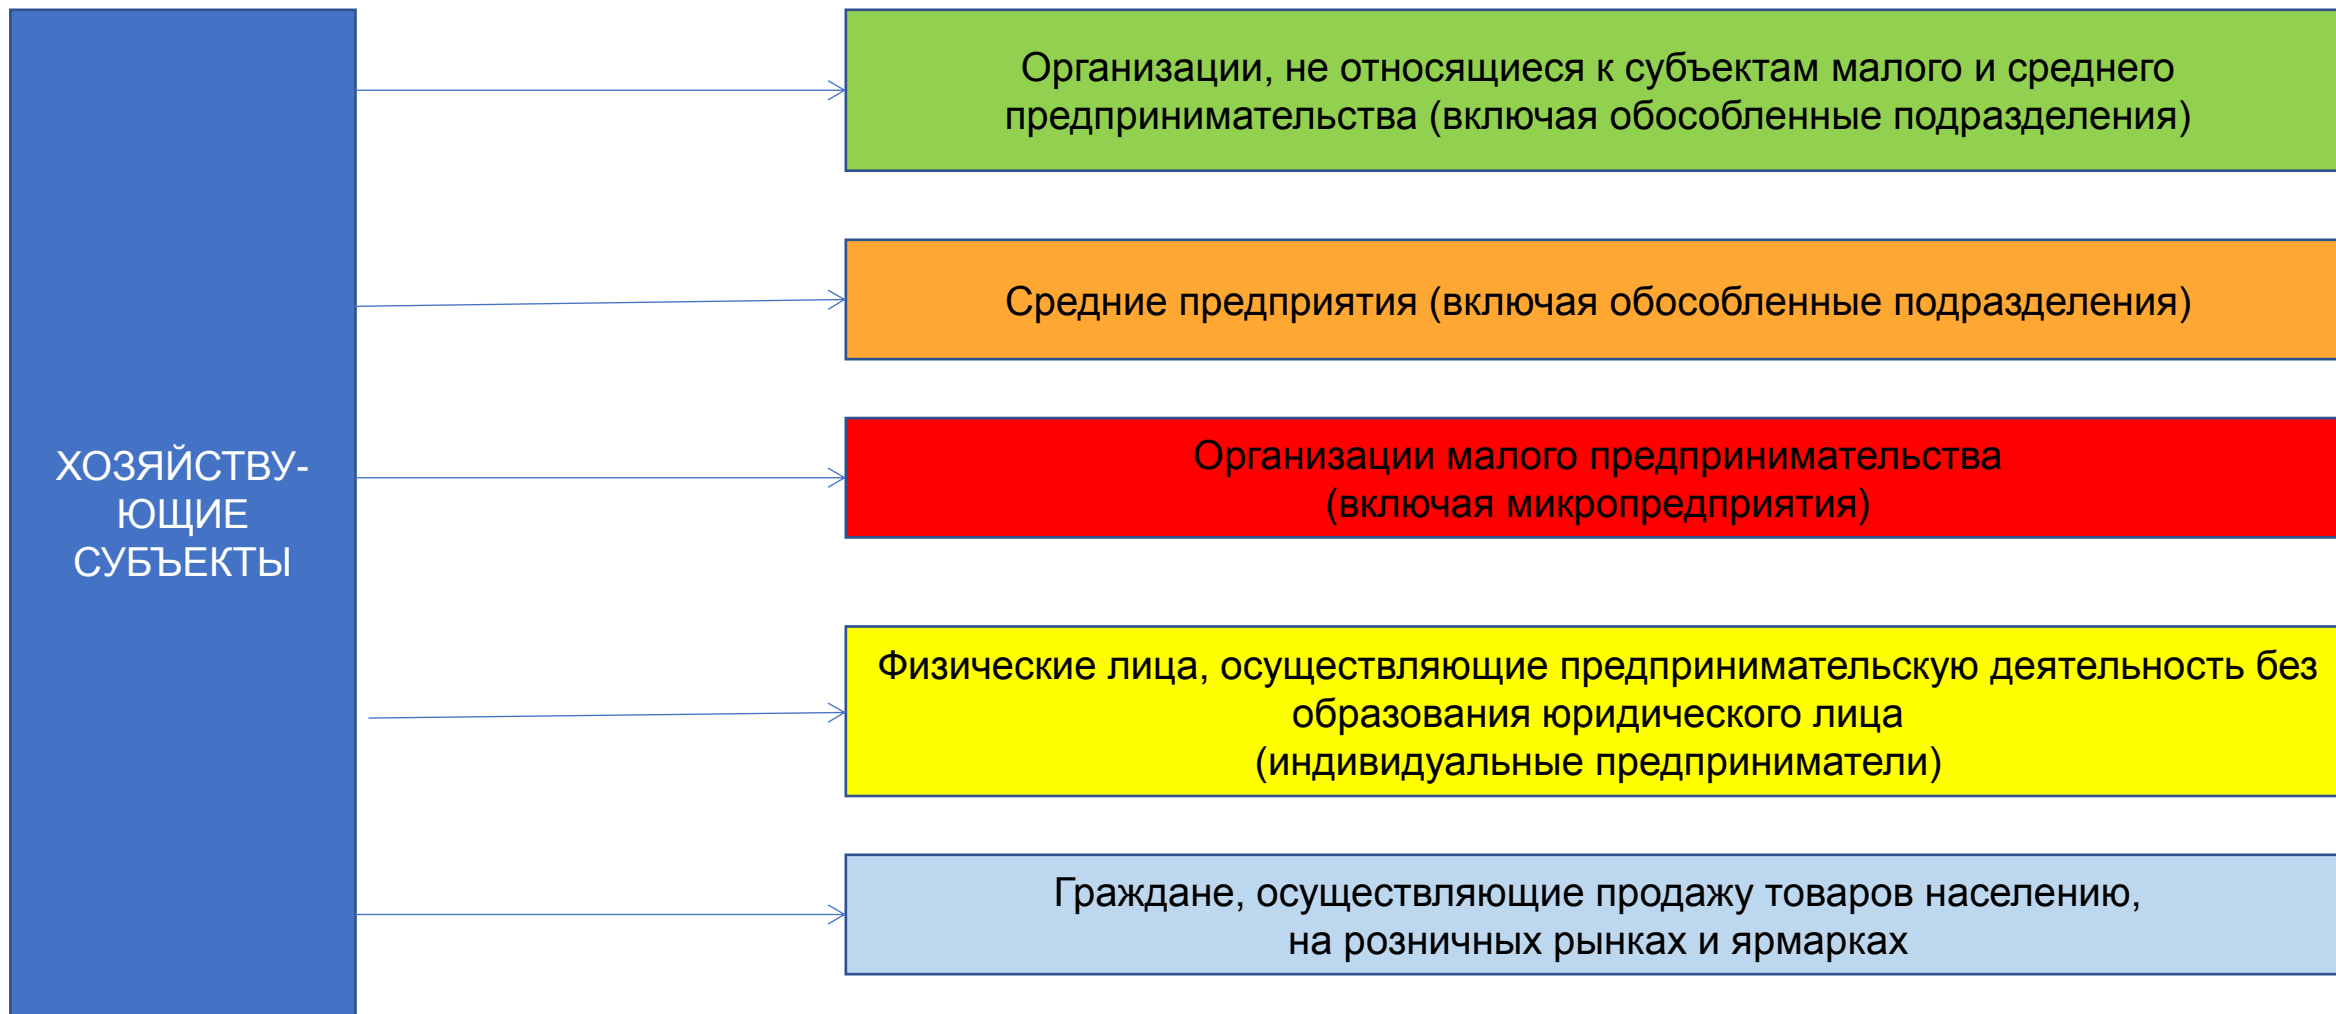 ХОЗЯЙСТВУ-
ЮЩИЕ
СУБЪЕКТЫ
Организации, не относящиеся к субъектам малого и среднего
предпринимательства (включая обособленные подразделения)
Средние предприятия (включая обособленные подразделения)
Организации малого предпринимательства
(включая микропредприятия)
Физические лица, осуществляющие предпринимательскую деятельность без
образования юридического лица
(индивидуальные предприниматели)
Граждане, осуществляющие продажу товаров населению,
на розничных рынках и ярмарках